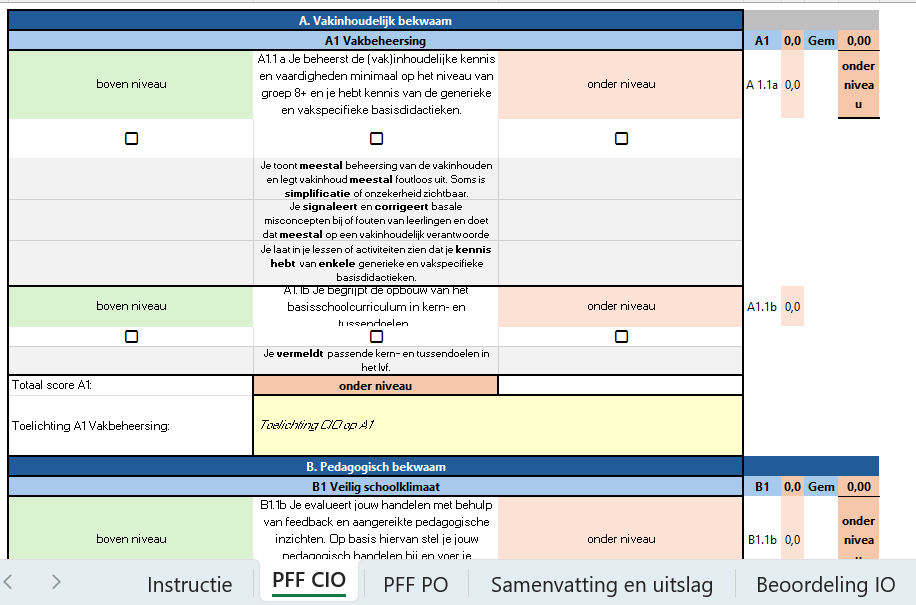 A. Vakinhoudelijk bekwaam
A1 Vakbeheersing
A1 0,0 Gem 0,00
boven niveau
A1.1a Je beheerst de (vak)inhoudelijke kennis
en vaardigheden minimaal op het niveau van
groep 8+ en je hebt kennis van de generieke
en vakspecifieke basisdidactieken.
onder niveau
A 1.1a 0,0
onder
nivea
u
Je toont meestal beheersing van de vakinhouden
en legt vakinhoud meestal foutloos uit. Soms is
simplificatie of onzekerheid zichtbaar.
Je signaleert en corrigeert basale
misconcepten bij of fouten van leerlingen en doet
dat meestal op een vakinhoudelijk verantwoorde
Je laat in je lessen of activiteiten zien dat je kennis
hebt van enkele generieke en vakspecifieke
basisdidactieken.
boven niveau
A1.1b Je begrijpt de opbouw van het
basisschoolcurriculum in kern- en
tussendoelen
onder niveau
A1.1b 0,0
Je vermeldt passende kern- en tussendoelen in
het lvf.
Totaal score A1:
onder niveau
Toelichting A1 Vakbeheersing:
Toelichting CIO op A1
B. Pedagogisch bekwaam
B1 Veilig schoolklimaat
B1 0,0 Gem 0,00
boven niveau
B1.1b Je evalueert jouw handelen met behulp
van feedback en aangereikte pedagogische
inzichten. Op basis hiervan stel je jouw
pedagogisch handelen bij en voer je
onder niveau
B1.1b 0,0
onder
nivea
Instructie
PFF CIO
PFF PO
Samenvatting en uitslag
Beoordeling IO